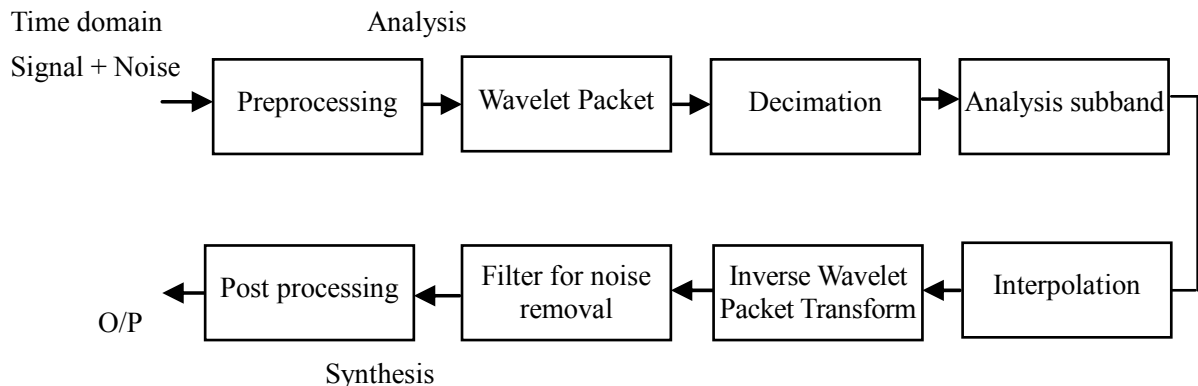 Time domain
Analysis
Signal + Noise
Preprocessing
Wavelet Packet
Decimation
Analysis subband
Post processing
Filter for noise
removal
Inverse Wavelet
Packet Transform
Interpolation
O/P
Synthesis